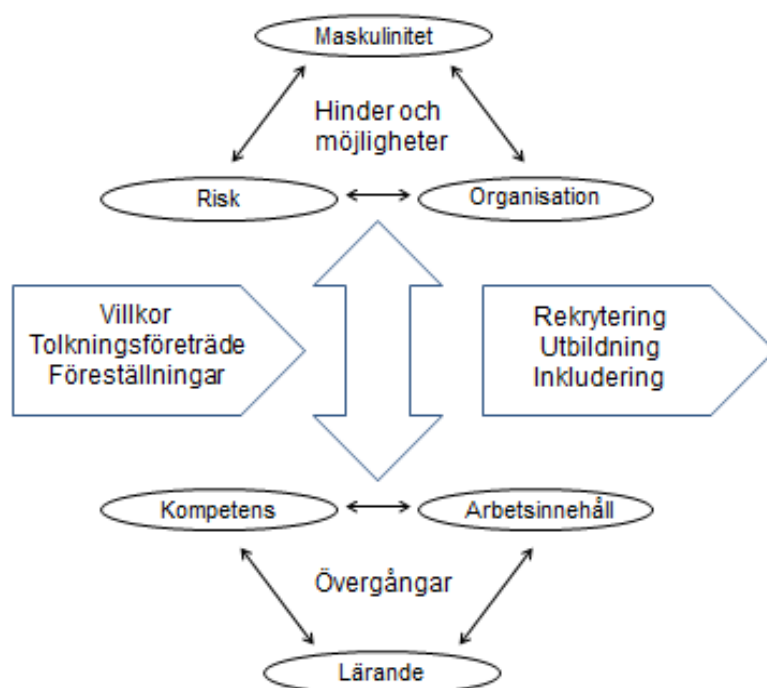 Maskulinitet
Hinder och
möjligheter
Risk
Organisation
Villkor
Tolkningsföreträde
Föreställningar
Rekrytering
Utbildning
Inkludering
Kompetens
Arbetsinnehåll
Övergångar
Lärande